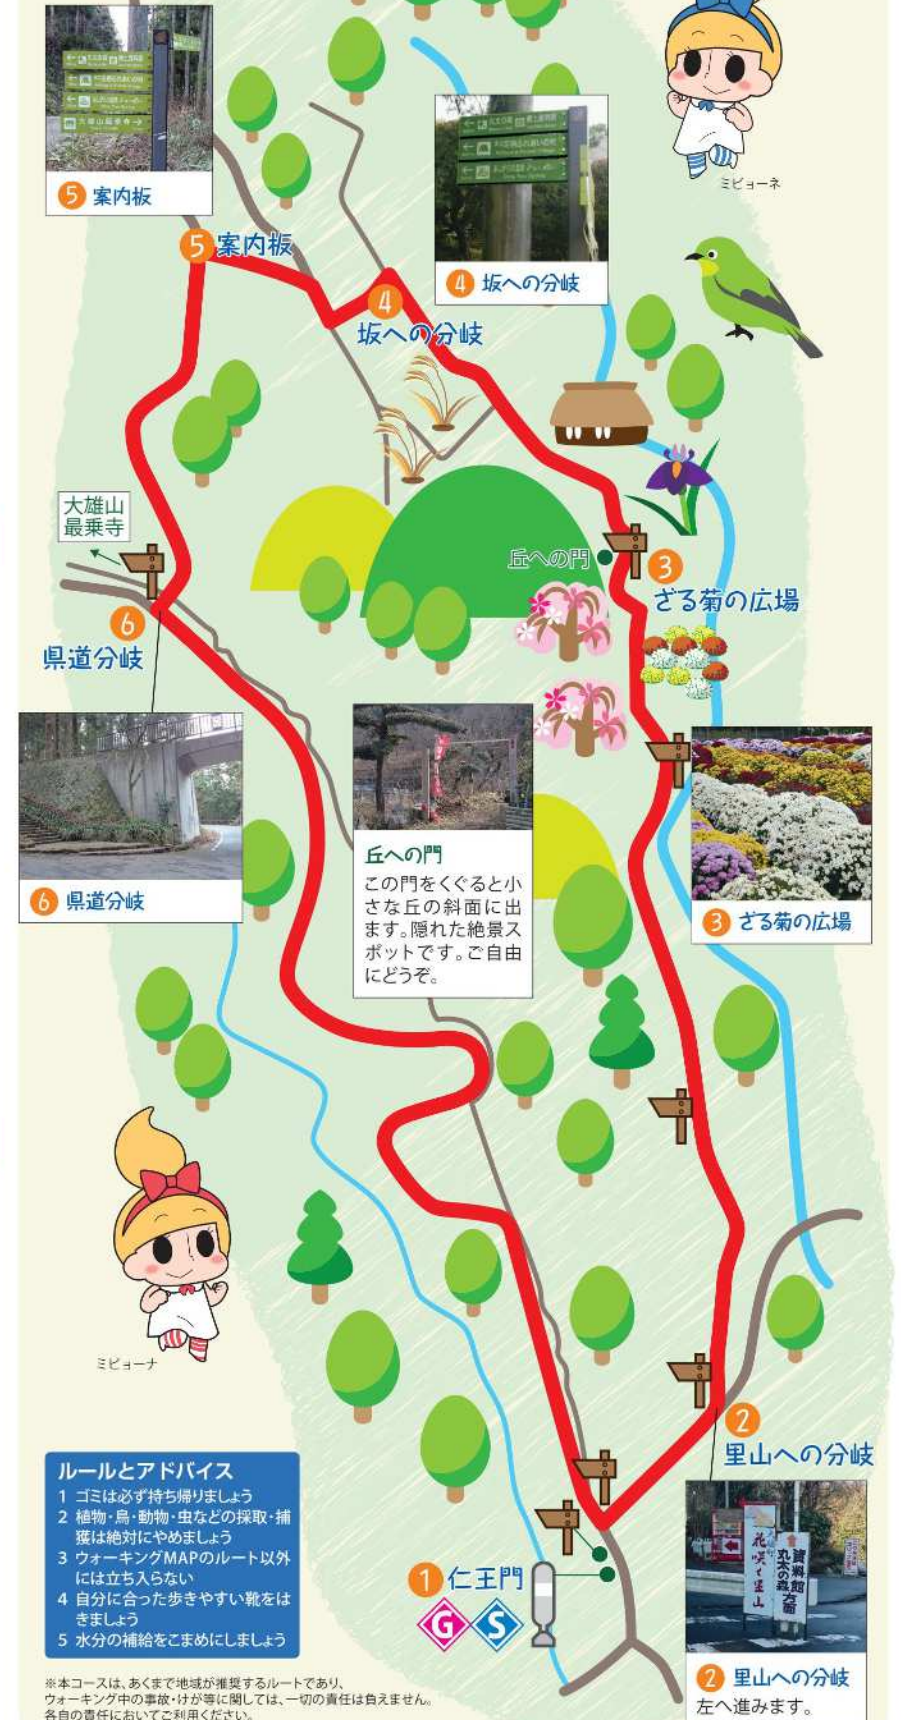 ミピョーネ
⑤ 案内板
④ 坂への分岐
⑤ 案内板
④
坂への分岐
大雄山
最乗寺
丘への門
③
ざる菊の広場
⑥
県道分岐
⑥ 県道分岐
丘への門
この門をくぐると小
さな丘の斜面に出
ます。隠れた絶景ス
ポットです。ご自由
にどうぞ。
③ ざる菊の広場
ミピョーナ
②
里山への分岐
ルールとアドバイス
1 ゴミは必ず持ち帰りましょう
2 植物・鳥・動物・虫などの採取・捕
獲は絶対にやめましょう
3 ウォーキングMAPのルート以外
には立ち入らない
4 自分に合った歩きやすい靴をは
きましょう
5 水分の補給をこまめにしましょう
① 仁王門
G S
花咲く里山
資料館
丸太の森方面
② 里山への分岐
左へ進みます。
※本コースは、あくまで地域が推奨するルートであり、
ウォーキング中の事故・けが等に関しては、一切の責任は負えません。
各自の責任においてご利用ください。